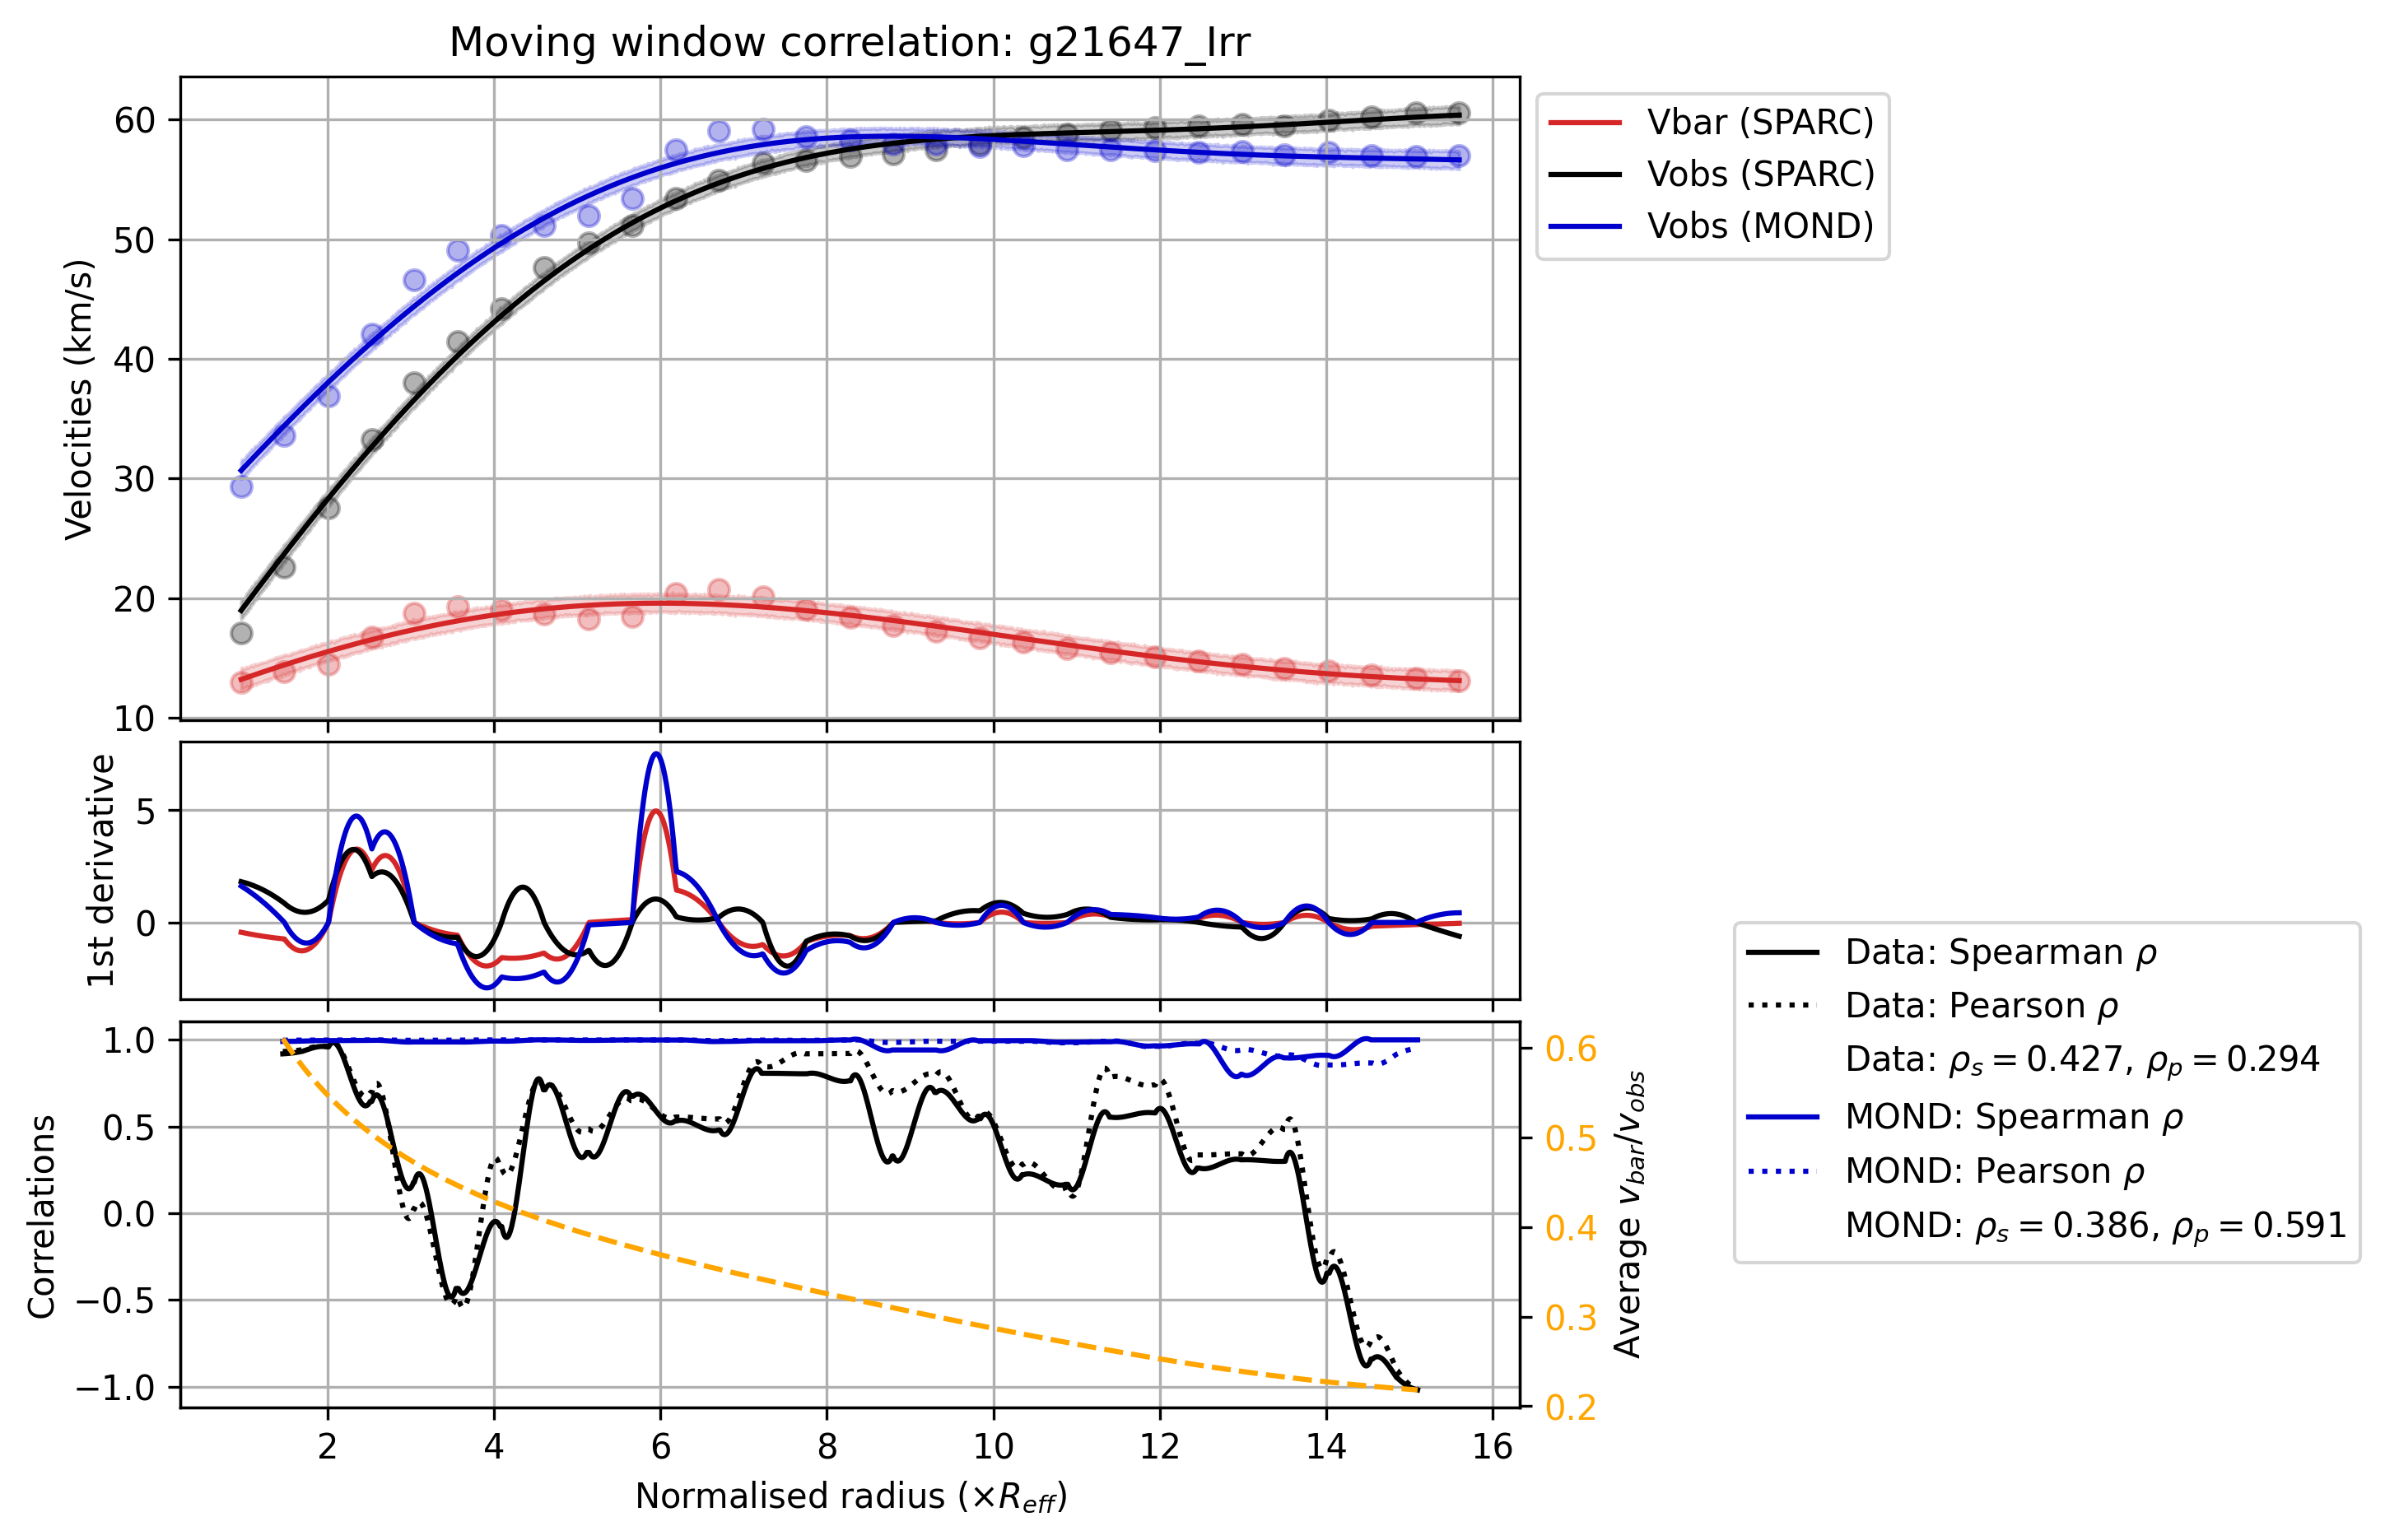 Moving window correlation: g21647_Irr
60
50
40
30
20
10
Velocities (km/s)
Vbar (SPARC)
Vobs (SPARC)
Vobs (MOND)
5
0
1st derivative
1.0
0.5
0.0
−0.5
−1.0
Correlations
0.6
0.5
0.4
0.3
0.2
Average v_bar/v_obs
Data: Spearman ρ
Data: Pearson ρ
Data: ρ_s = 0.427, ρ_p = 0.294
MOND: Spearman ρ
MOND: Pearson ρ
MOND: ρ_s = 0.386, ρ_p = 0.591
2 4 6 8 10 12 14 16
Normalised radius (×R_eff)